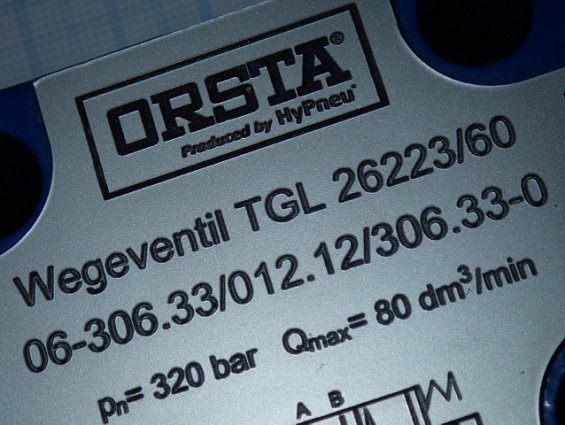 ORSTA®
Produced by HyPneu
Wegeventil TGL 26223/60
06-306.33/012.12/306.33-0
pn= 320 bar Qmax= 80 dm³/min
A B